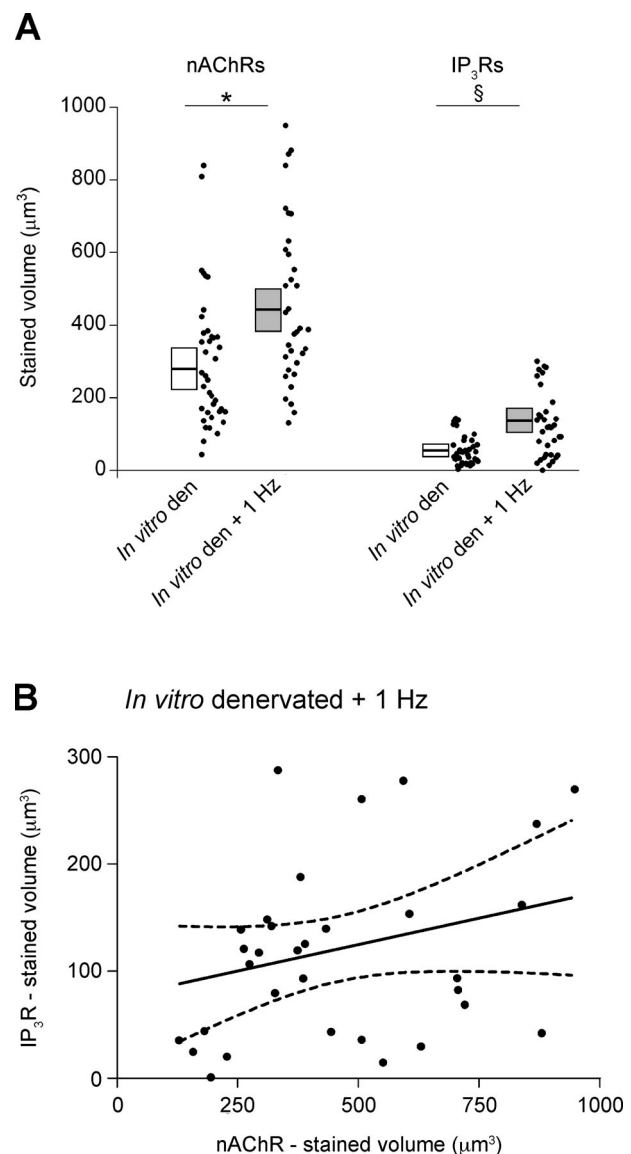 A
nAChRs
IP₃Rs
*
§
Stained volume (μm³)
1000
800
600
400
200
0
In vitro den
In vitro den + 1 Hz
In vitro den
In vitro den + 1 Hz
B
In vitro denervated + 1 Hz
IP₃R - stained volume (μm³)
300
200
100
0
0
250
500
750
1000
nAChR - stained volume (μm³)